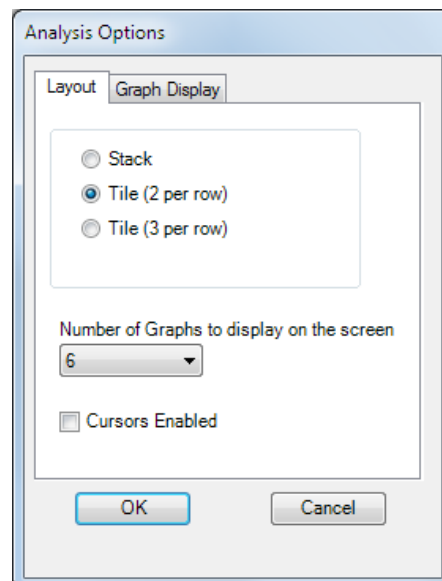 Analysis Options
Layout Graph Display
Stack
Tile (2 per row)
Tile (3 per row)
Number of Graphs to display on the screen
6
Cursors Enabled
OK Cancel